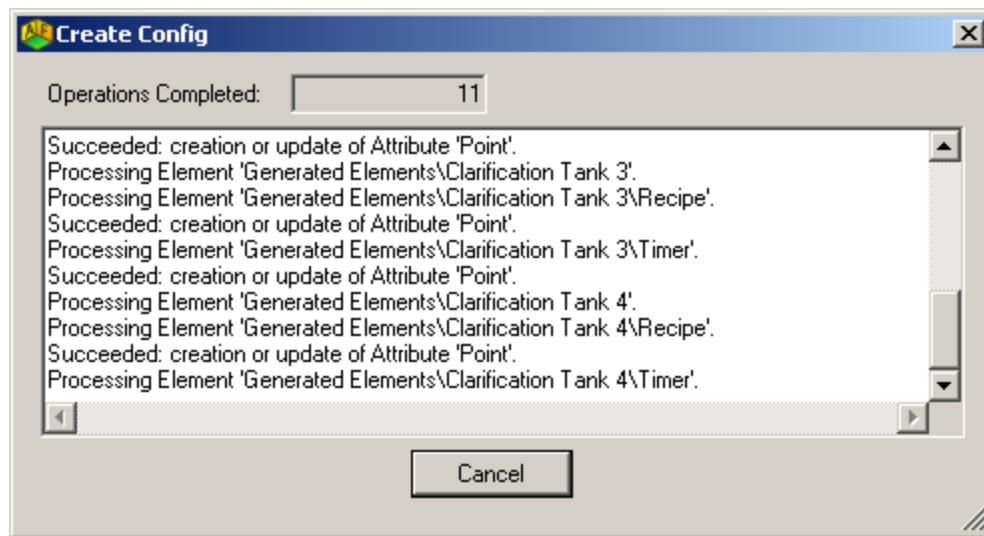 AF
Create Config
Operations Completed: 11
Succeeded: creation or update of Attribute 'Point'.
Processing Element 'Generated Elements\Clarification Tank 3'.
Processing Element 'Generated Elements\Clarification Tank 3\Recipe'.
Succeeded: creation or update of Attribute 'Point'.
Processing Element 'Generated Elements\Clarification Tank 3\Timer'.
Succeeded: creation or update of Attribute 'Point'.
Processing Element 'Generated Elements\Clarification Tank 4'.
Processing Element 'Generated Elements\Clarification Tank 4\Recipe'.
Succeeded: creation or update of Attribute 'Point'.
Processing Element 'Generated Elements\Clarification Tank 4\Timer'.
Cancel